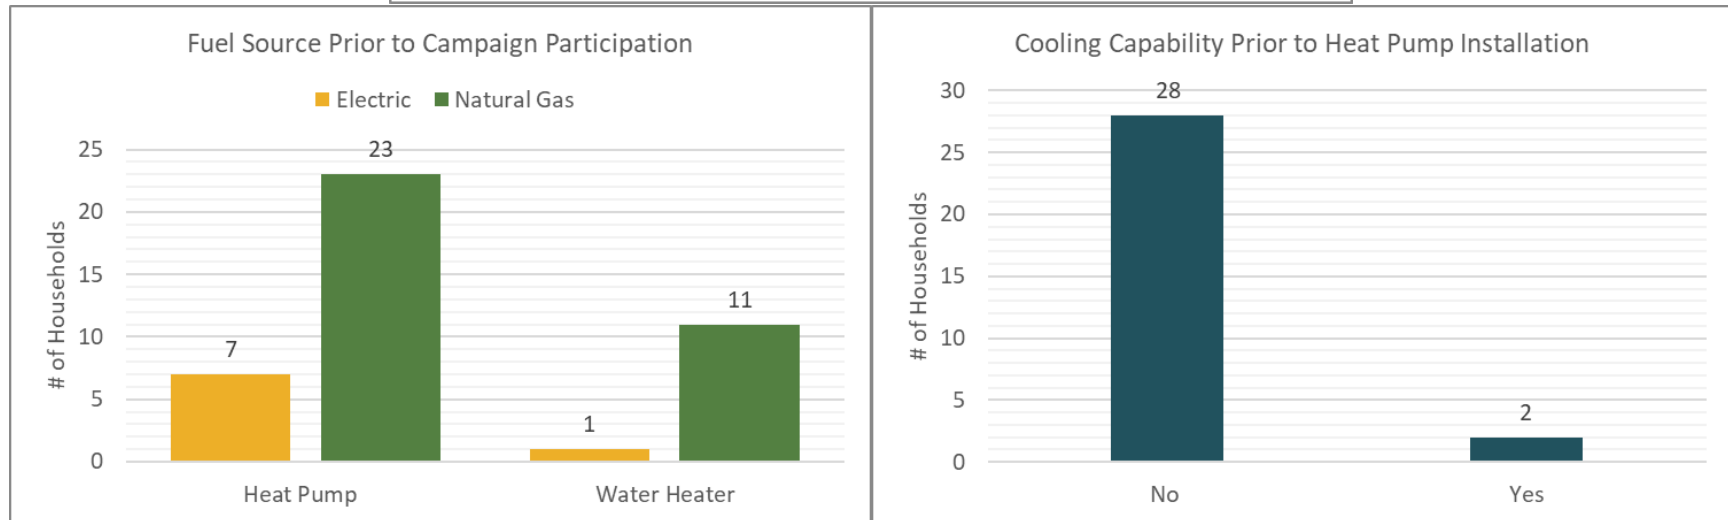 Fuel Source Prior to Campaign Participation
Electric Natural Gas
# of Households
25
20
15
10
5
0
7
23
1
11
Heat Pump
Water Heater
Cooling Capability Prior to Heat Pump Installation
# of Households
30
25
20
15
10
5
0
28
2
No
Yes